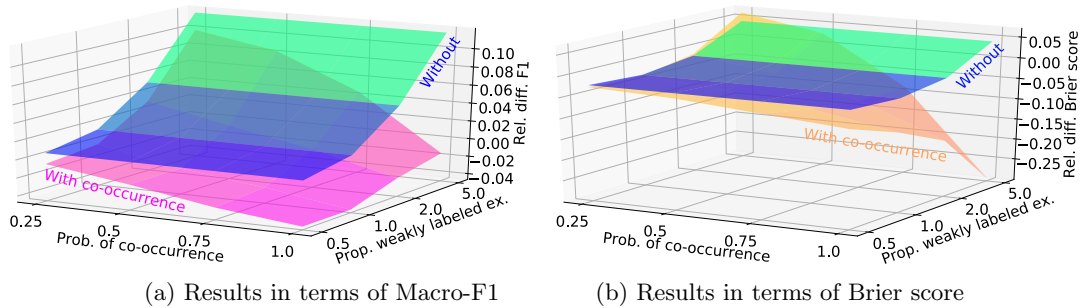 0.10
0.08
0.06
0.04
0.02
0.00
−0.02
−0.04
Rel. diff. F1
Without
With co-occurrence
0.25
0.5
0.75
1.0
Prob. of co-occurrence
0.5
1.0
2.0
5.0
Prop. weakly labeled ex.
(a) Results in terms of Macro-F1
0.05
0.00
−0.05
−0.10
−0.15
−0.20
−0.25
Rel. diff. Brier score
Without
With co-occurrence
0.25
0.5
0.75
1.0
Prob. of co-occurrence
0.5
1.0
2.0
5.0
Prop. weakly labeled ex.
(b) Results in terms of Brier score